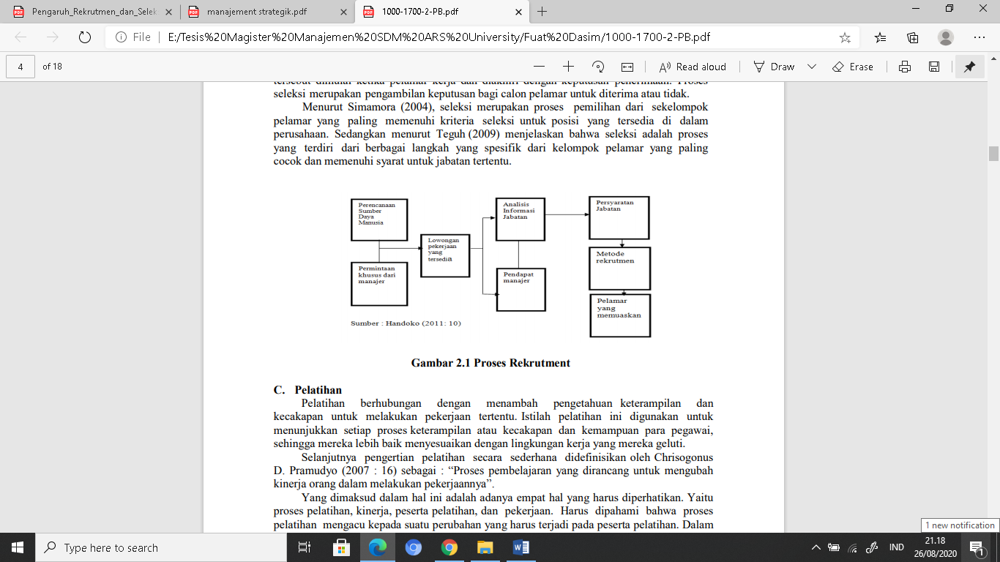 Pengaruh_Rekrutmen_dan_Selek
manajement strategik.pdf
1000-1700-2-PB.pdf
File
E:/Tesis%20Magister%20Manajemen%20SDM%20ARS%20University/Fuat%20Dasim/1000-1700-2-PB.pdf
4 of 18
Read aloud
Draw
Erase
tersebut dimulai ketika pelamar kerja dan diakhiri dengan keputusan penerimaan. Proses
seleksi merupakan pengambilan keputusan bagi calon pelamar untuk diterima atau tidak.
Menurut Simamora (2004), seleksi merupakan proses pemilihan dari sekelompok
pelamar yang paling memenuhi kriteria seleksi untuk posisi yang tersedia di dalam
perusahaan. Sedangkan menurut Teguh (2009) menjelaskan bahwa seleksi adalah proses
yang terdiri dari berbagai langkah yang spesifik dari kelompok pelamar yang paling
cocok dan memenuhi syarat untuk jabatan tertentu.
Perencanaan
Sumber
Daya
Manusia
Permintaan
khusus dari
manajer
Lowongan
pekerjaan
yang
tersedia
Analisis
Informasi
Jabatan
Pendapat
manajer
Persyaratan
Jabatan
Metode
rekrutmen
Pelamar
yang
memuaskan
Sumber : Handoko (2011: 10)
Gambar 2.1 Proses Rekrutment
C. Pelatihan
Pelatihan berhubungan dengan menambah pengetahuan keterampilan dan
kecakapan untuk melakukan pekerjaan tertentu. Istilah pelatihan ini digunakan untuk
menunjukkan setiap proses keterampilan atau kecakapan dan kemampuan para pegawai,
sehingga mereka lebih baik menyesuaikan dengan lingkungan kerja yang mereka geluti.
Selanjutnya pengertian pelatihan secara sederhana didefinisikan oleh Chrisogonus
D. Pramudyo (2007 : 16) sebagai : “Proses pembelajaran yang dirancang untuk mengubah
kinerja orang dalam melakukan pekerjaannya”.
Yang dimaksud dalam hal ini adalah adanya empat hal yang harus diperhatikan. Yaitu
proses pelatihan, kinerja, peserta pelatihan, dan pekerjaan. Harus dipahami bahwa proses
pelatihan mengacu kepada suatu perubahan yang harus terjadi pada peserta pelatihan. Dalam
1 new notification
Type here to search
IND
21.18
26/08/2020
1